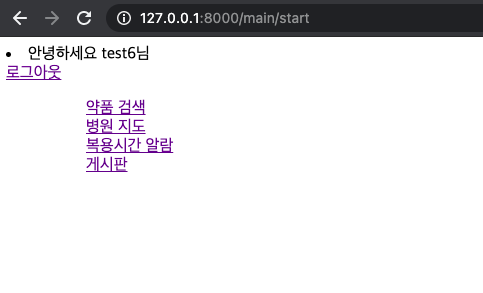 127.0.0.1:8000/main/start
• 안녕하세요 test6님
로그아웃
약품 검색
병원 지도
복용시간 알람
게시판